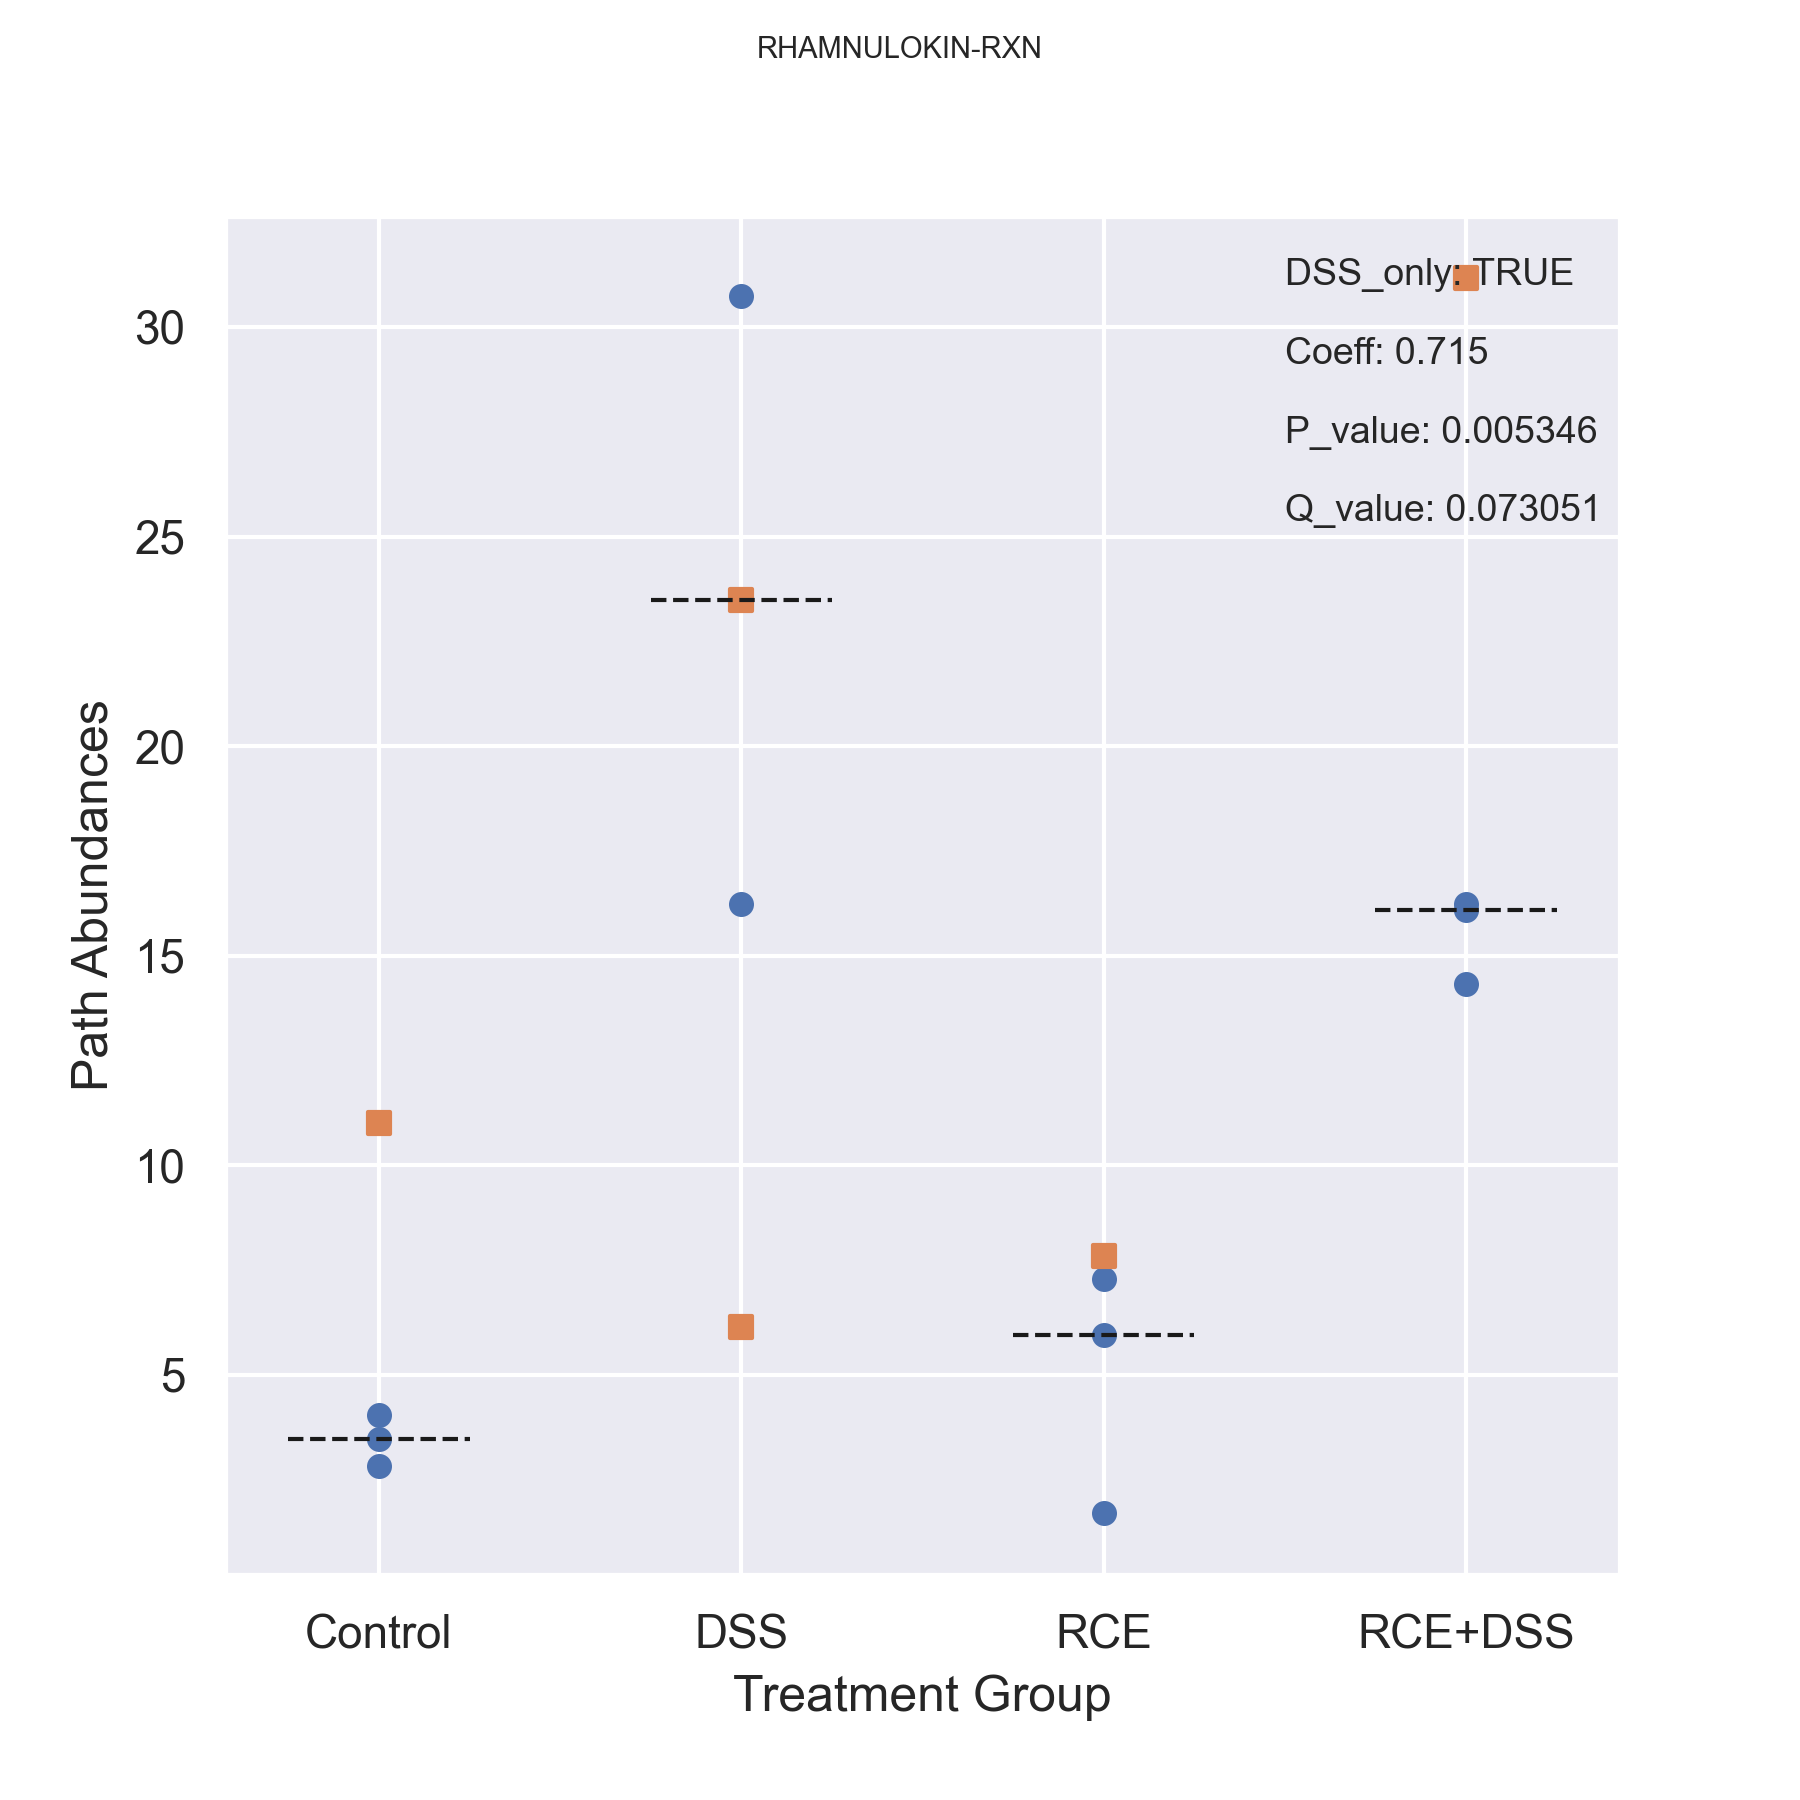 RHAMNULOKIN-RXN
DSS_only: TRUE
Coeff: 0.715
P_value: 0.005346
Q_value: 0.073051
30
25
20
15
10
5
Path Abundances
Control DSS RCE RCE+DSS
Treatment Group